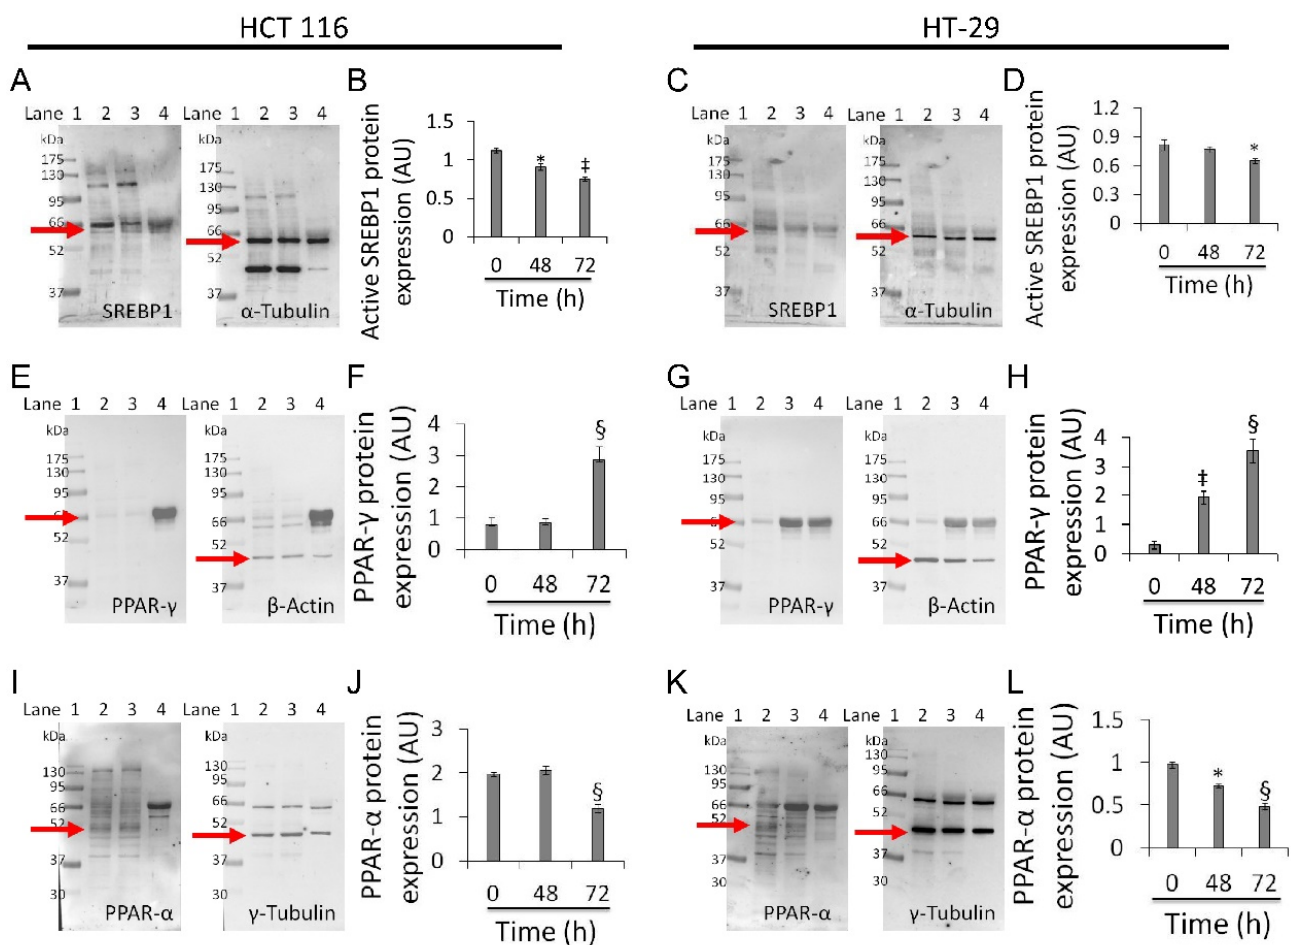 HCT 116
HT-29
A
Lane 1 2 3 4
kDa
175
130
95
66
52
37
SREBP1
Lane 1 2 3 4
kDa
175
130
95
66
52
37
α-Tubulin
B
Active SREBP1 protein
expression (AU)
1.5
1
0.5
0
* ‡
0 48 72
Time (h)
C
Lane 1 2 3 4
kDa
175
130
95
66
52
37
SREBP1
Lane 1 2 3 4
kDa
175
130
95
66
52
37
α-Tubulin
D
Active SREBP1 protein
expression (AU)
1.2
0.9
0.6
0.3
0
*
0 48 72
Time (h)
E
Lane 1 2 3 4
kDa
175
130
95
52
37
PPAR-γ
Lane 1 2 3 4
kDa
175
130
95
66
52
37
β-Actin
F
PPAR-γ protein
expression (AU)
4
3
2
1
0
§
0 48 72
Time (h)
G
Lane 1 2 3 4
kDa
175
130
95
66
52
37
PPAR-γ
Lane 1 2 3 4
kDa
175
130
95
66
52
37
β-Actin
H
PPAR-γ protein
expression (AU)
4
3
2
1
0
‡ §
0 48 72
Time (h)
I
Lane 1 2 3 4
kDa
130
95
66
52
37
30
PPAR-α
Lane 1 2 3 4
kDa
130
95
66
52
37
30
γ-Tubulin
J
PPAR-α protein
expression (AU)
3
2
1
0
§
0 48 72
Time (h)
K
Lane 1 2 3 4
kDa
130
95
66
52
37
30
PPAR-α
Lane 1 2 3 4
kDa
130
95
66
52
37
30
γ-Tubulin
L
PPAR-α protein
expression (AU)
1.5
1
0.5
0
* §
0 48 72
Time (h)